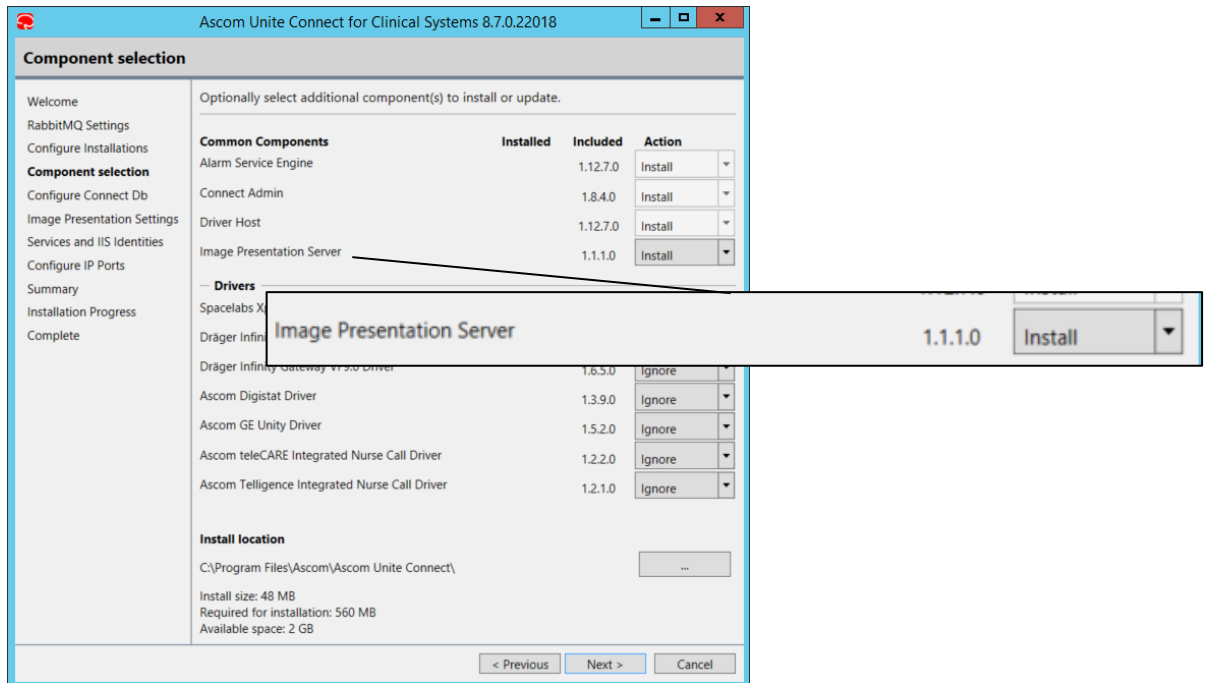 Ascom Unite Connect for Clinical Systems 8.7.0.22018
Component selection
Welcome
RabbitMQ Settings
Configure Installations
Component selection
Configure Connect Db
Image Presentation Settings
Services and IIS Identities
Configure IP Ports
Summary
Installation Progress
Complete
Optionally select additional component(s) to install or update.
Common Components Installed Included Action
Alarm Service Engine 1.12.7.0 Install
Connect Admin 1.8.4.0 Install
Driver Host 1.12.7.0 Install
Image Presentation Server 1.1.1.0 Install
Drivers
Spacelabs
Image Presentation Server 1.1.1.0 Install
Dräger
Dräger Infinity Gateway VF9.0 Driver 1.6.5.0 Ignore
Ascom Digistat Driver 1.3.9.0 Ignore
Ascom GE Unity Driver 1.5.2.0 Ignore
Ascom teleCARE Integrated Nurse Call Driver 1.2.2.0 Ignore
Ascom Telligence Integrated Nurse Call Driver 1.2.1.0 Ignore
Install location
C:\Program Files\Ascom\Ascom Unite Connect\ ...
Install size: 48 MB
Required for installation: 560 MB
Available space: 2 GB
< Previous Next > Cancel